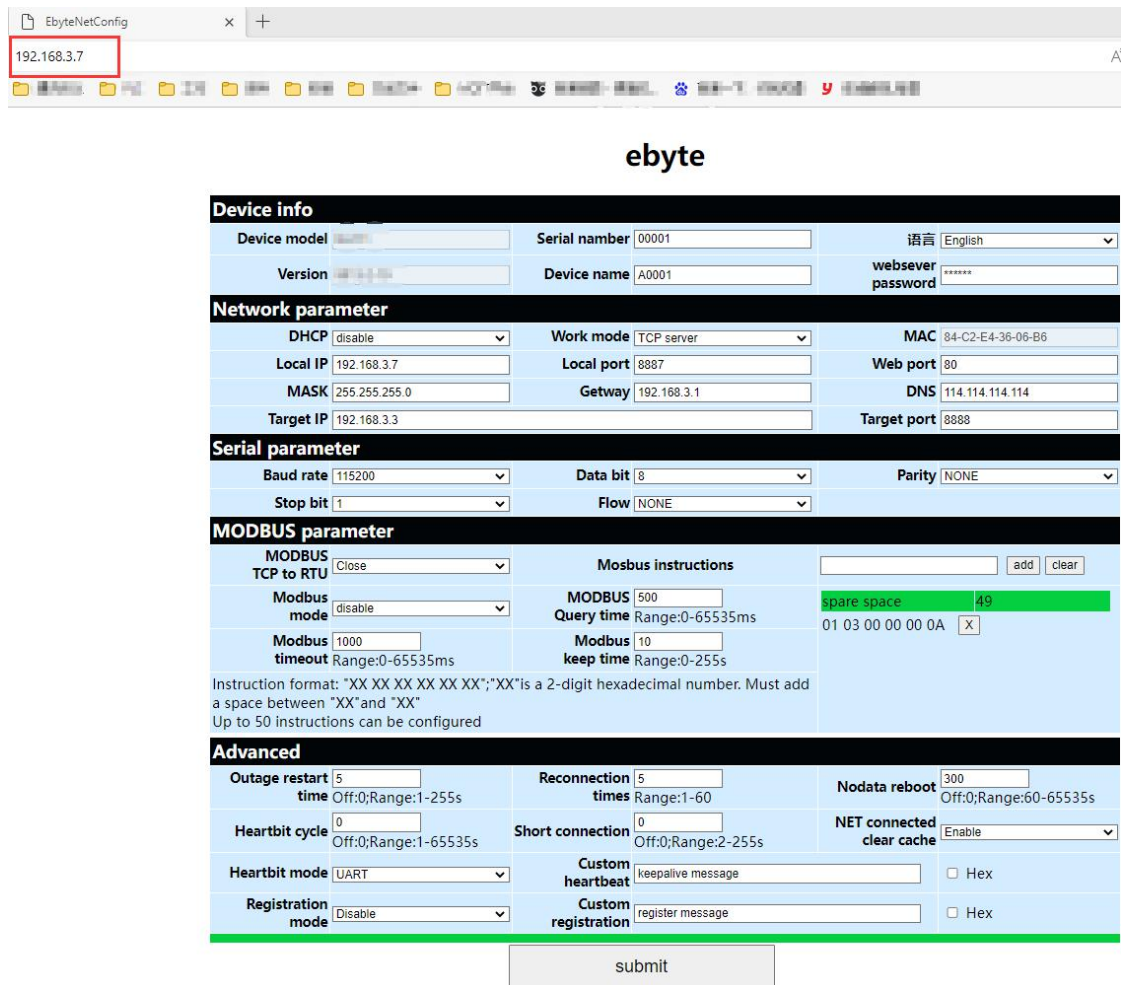 EbyteNetConfig
192.168.3.7
ebyte
Device info
Device model Serial namber 00001 语言 English
Version Device name A0001 websever password ******
Network parameter
DHCP disable Work mode TCP server MAC 84-C2-E4-36-06-B6
Local IP 192.168.3.7 Local port 8887 Web port 80
MASK 255.255.255.0 Getway 192.168.3.1 DNS 114.114.114.114
Target IP 192.168.3.3 Target port 8888
Serial parameter
Baud rate 115200 Data bit 8 Parity NONE
Stop bit 1 Flow NONE
MODBUS parameter
MODBUS TCP to RTU Close Mosbus instructions add clear
Modbus mode disable MODBUS Query time 500 Range:0-65535ms spare space 49
01 03 00 00 00 0A X
Modbus timeout 1000 Range:0-65535ms Modbus keep time 10 Range:0-255s
Instruction format: "XX XX XX XX XX XX";"XX"is a 2-digit hexadecimal number. Must add
a space between "XX"and "XX"
Up to 50 instructions can be configured
Advanced
Outage restart time 5 Off:0;Range:1-255s Reconnection times 5 Range:1-60 Nodata reboot 300 Off:0;Range:60-65535s
Heartbit cycle 0 Off:0;Range:1-65535s Short connection 0 Off:0;Range:2-255s NET connected clear cache Enable
Heartbit mode UART Custom heartbeat keepalive message Hex
Registration mode Disable Custom registration register message Hex
submit